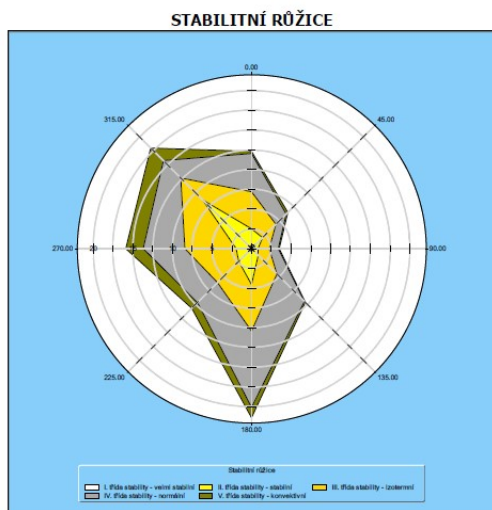 STABILITNÍ RŮŽICE
0.00
315.00 45.00
270.00 90.00
225.00 135.00
180.00
Stabilitní růžice
I. třída stability - velmi stabilní II. třída stability - stabilní III. třída stability - izotermní
IV. třída stability - normální V. třída stability - konvektivní